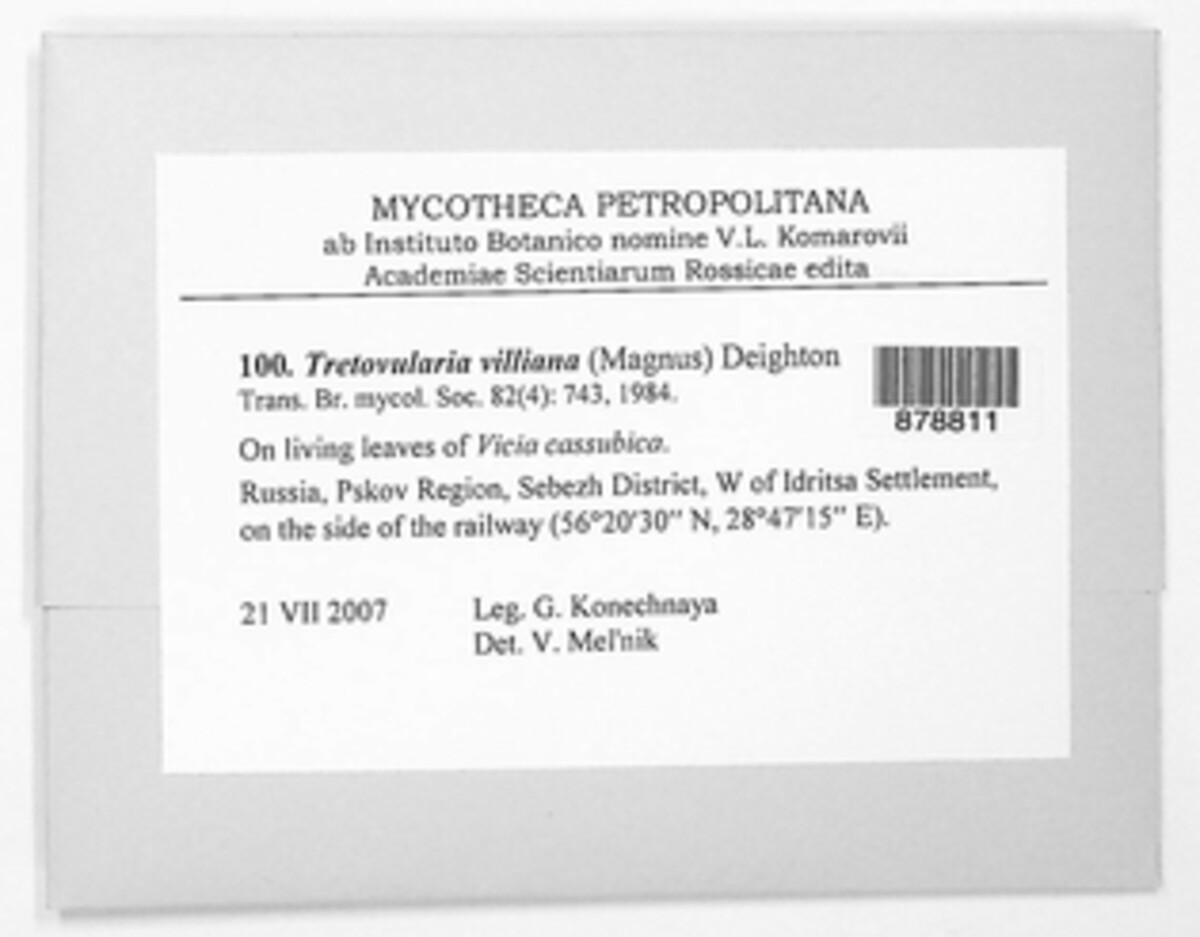 MYCOTHECA PETROPOLITANA
ab Instituto Botanico nomine V.L. Komarovii
Academiae Scientiarum Rossicae edita
100. Tretovularia villiana (Magnus) Deighton
Trans. Br. mycol. Soc. 82(4): 743, 1984.
878811
On living leaves of Vicia cassubica.
Russia, Pskov Region, Sebezh District, W of Idritsa Settlement,
on the side of the railway (56°20'30" N, 28°47'15" E).
21 VII 2007
Leg. G. Konechnaya
Det. V. Mel'nik